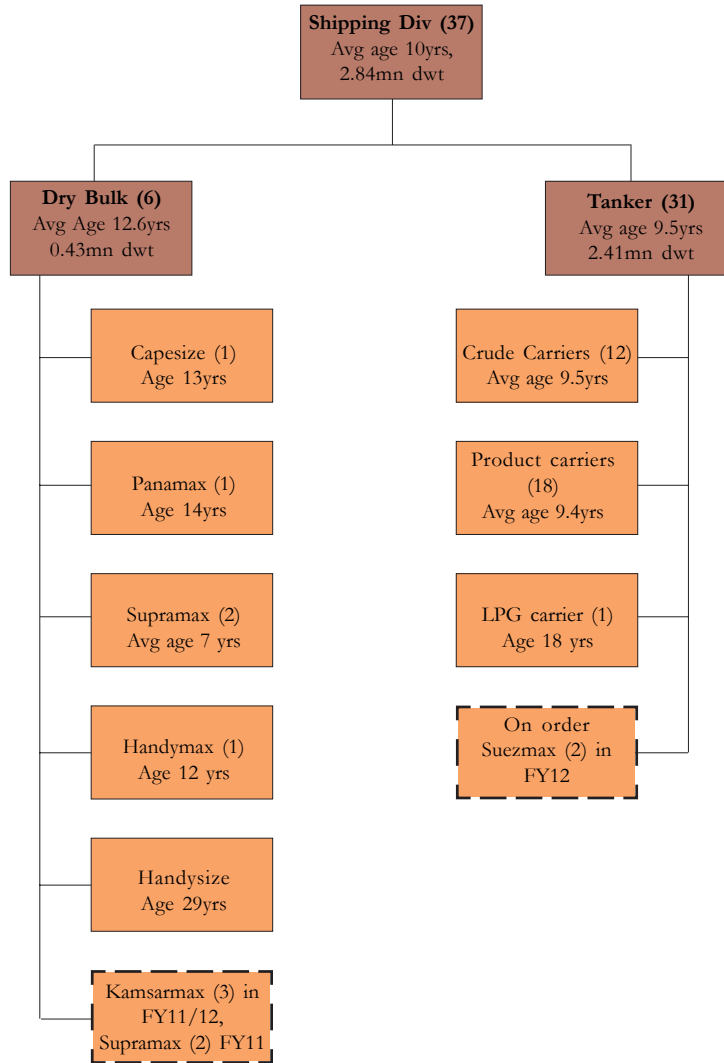 Shipping Div (37)
Avg age 10yrs,
2.84mn dwt
Dry Bulk (6)
Avg Age 12.6yrs
0.43mn dwt
Tanker (31)
Avg age 9.5yrs
2.41mn dwt
Capesize (1)
Age 13yrs
Crude Carriers (12)
Avg age 9.5yrs
Panamax (1)
Age 14yrs
Product carriers
(18)
Avg age 9.4yrs
Supramax (2)
Avg age 7 yrs
LPG carrier (1)
Age 18 yrs
Handymax (1)
Age 12 yrs
On order
Suezmax (2) in
FY12
Handysize
Age 29yrs
Kamsarmax (3) in
FY11/12,
Supramax (2) FY11